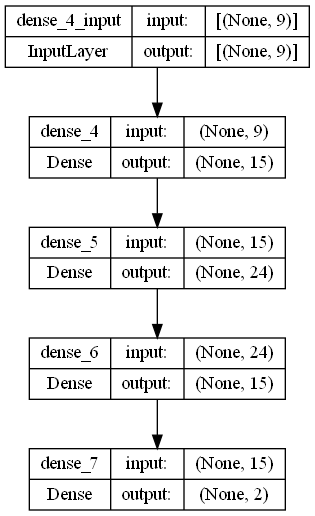 dense_4_input input: [(None, 9)]
InputLayer output: [(None, 9)]
dense_4 input: (None, 9)
Dense output: (None, 15)
dense_5 input: (None, 15)
Dense output: (None, 24)
dense_6 input: (None, 24)
Dense output: (None, 15)
dense_7 input: (None, 15)
Dense output: (None, 2)